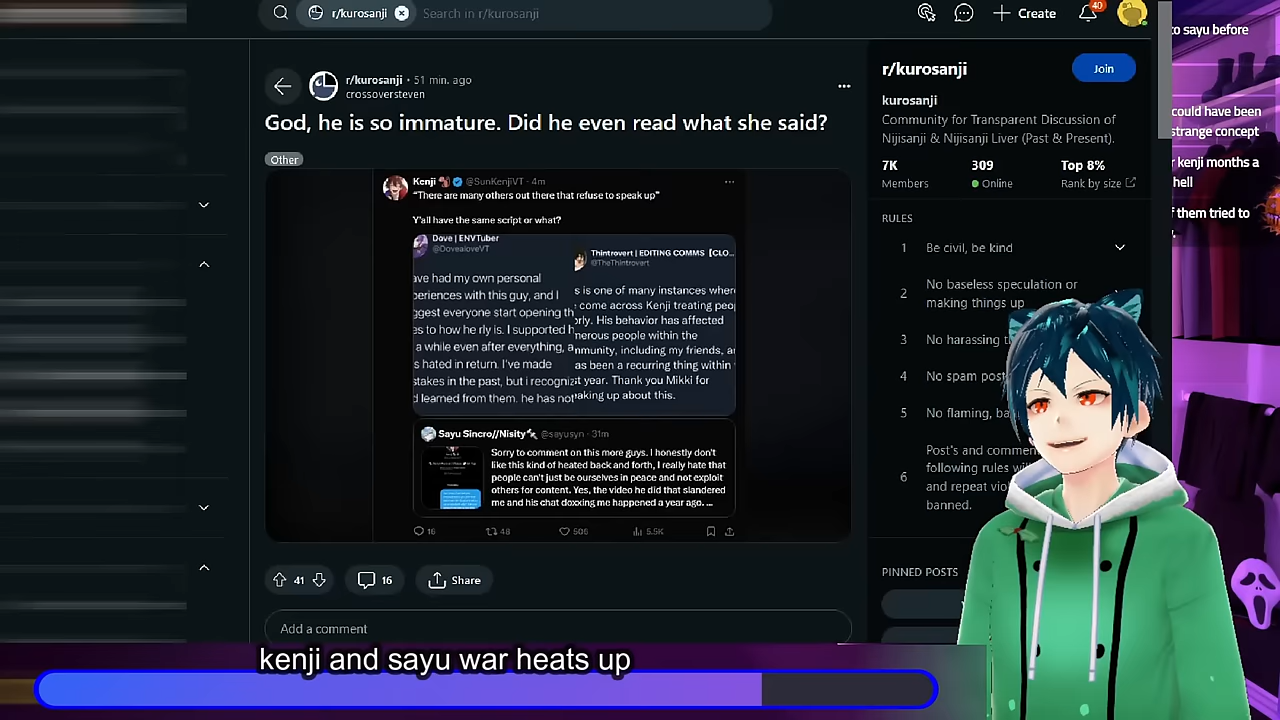 r/kurosanji
Search in r/kurosanji
Create
40
to sayu before
could have been
strange concept
r kenji months a
hell
f them tried to
r/kurosanji • 51 min. ago
crossoversteven
God, he is so immature. Did he even read what she said?
Other
Kenji @SunKenjiVT · 4m
“There are many others out there that refuse to speak up”
Y'all have the same script or what?
Dove | ENVTuber
@DovealoveVT
ave had my own personal
periences with this guy, and I
ggest everyone start opening th
es to how he rly is. I supported h
a while even after everything, a
s hated in return. I've made
stakes in the past, but i recogniz
d learned from them. he has not
Thintrovert | EDITING COMMS【CLO...
@TheThintrovert
s is one of many instances where
come across Kenji treating peop
rly. His behavior has affected
nerous people within the
mmunity, including my friends, a
as been a recurring thing within
st year. Thank you Mikki for
eaking up about this.
Sayu Sincro//Nisity @sayusyn · 31m
Sorry to comment on this more guys. I honestly don't
like this kind of heated back and forth, I really hate that
people can't just be ourselves in peace and not exploit
others for content. Yes, the video he did that slandered
me and his chat doxxing me happened a year ago. ...
16
48
506
5.5K
41
16
Share
Add a comment
r/kurosanji
Join
kurosanji
Community for Transparent Discussion of
Nijisanji & Nijisanji Liver (Past & Present).
7K
309
Top 8%
Members
Online
Rank by size
RULES
1 Be civil, be kind
2 No baseless speculation or
making things up
3 No harassing
4 No spam post
5 No flaming, ba
6 Post's and commen
following rules wi
and repeat vio
banned.
PINNED POSTS
kenji and sayu war heats up